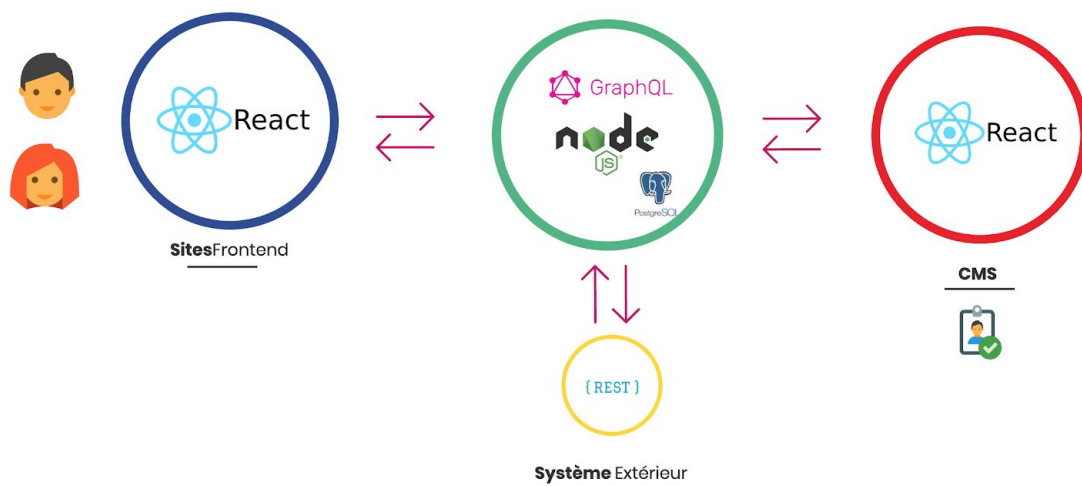 React
SitesFrontend
GraphQL
node
JS
PostgreSQL
{ REST }
Système Extérieur
React
CMS